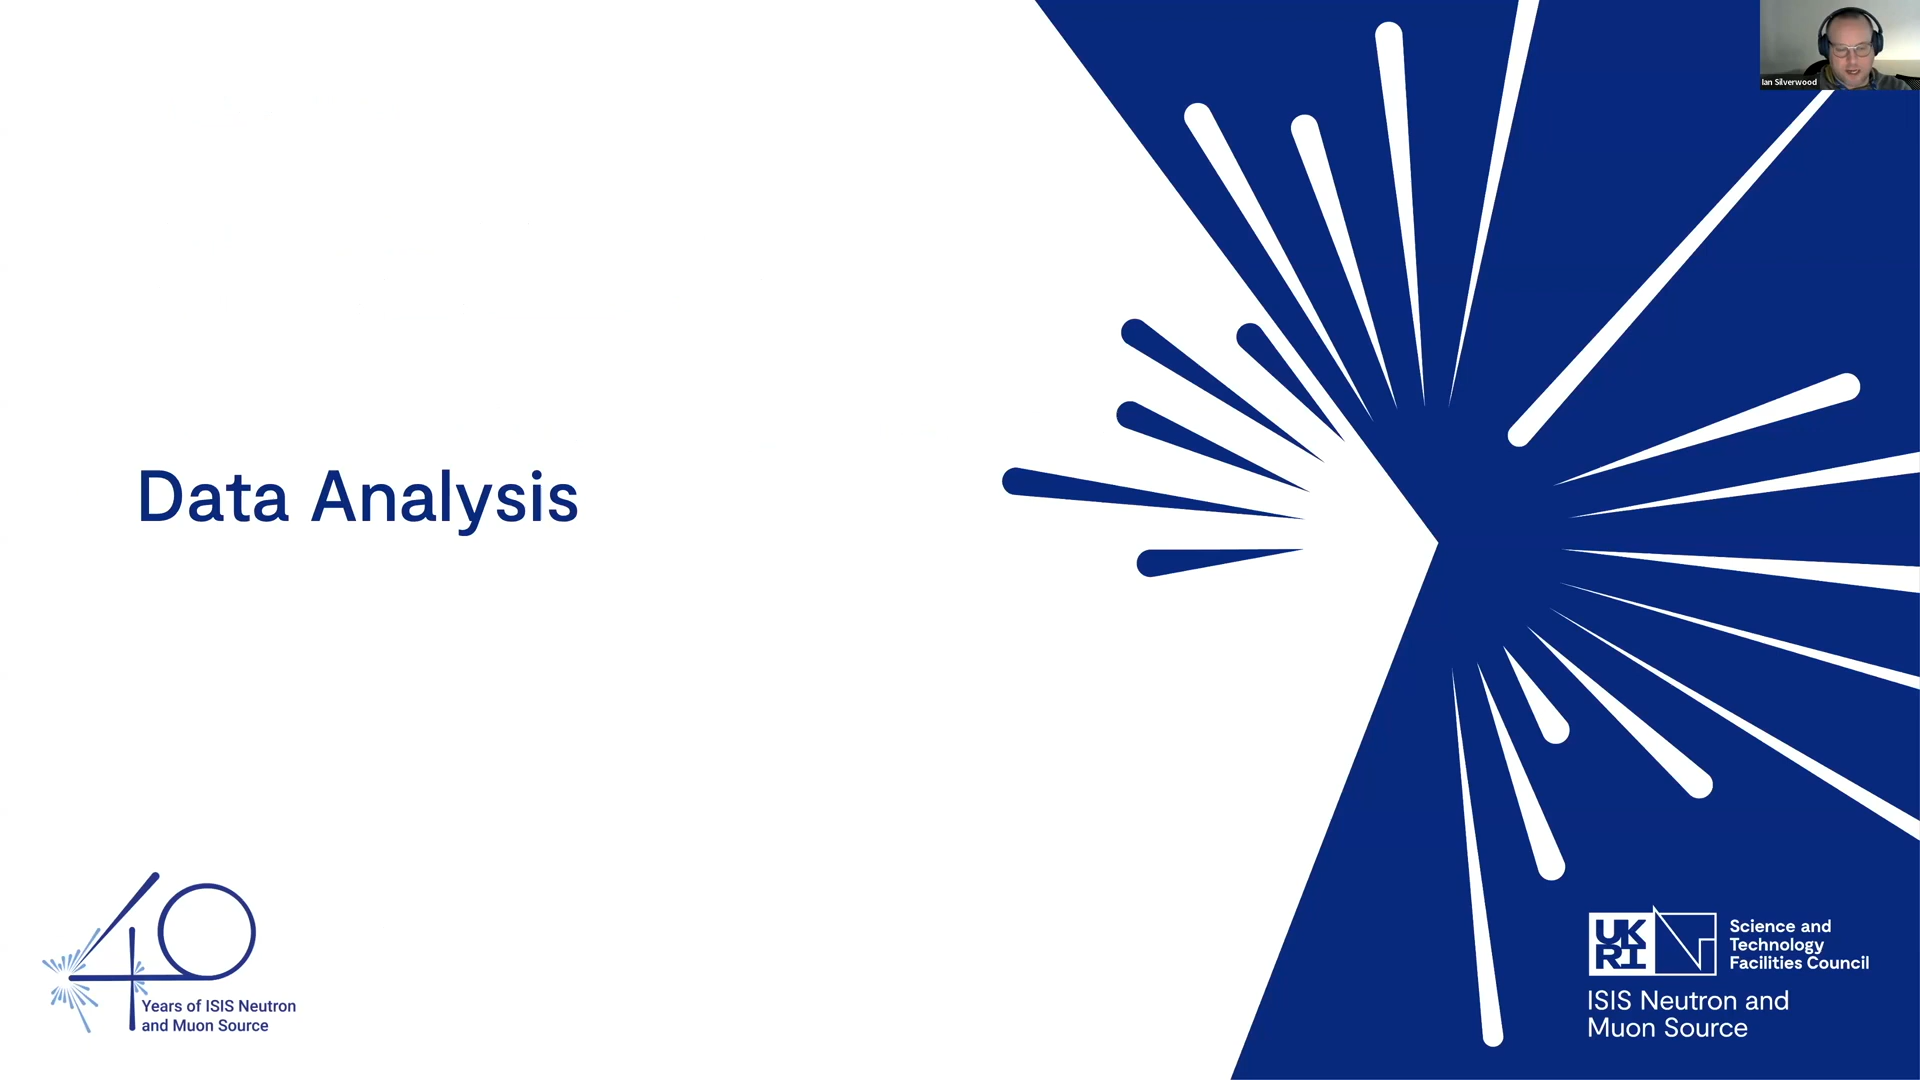 Ian Silverwood
Data Analysis
40
Years of ISIS Neutron
and Muon Source
UK
RI
Science and
Technology
Facilities Council
ISIS Neutron and
Muon Source